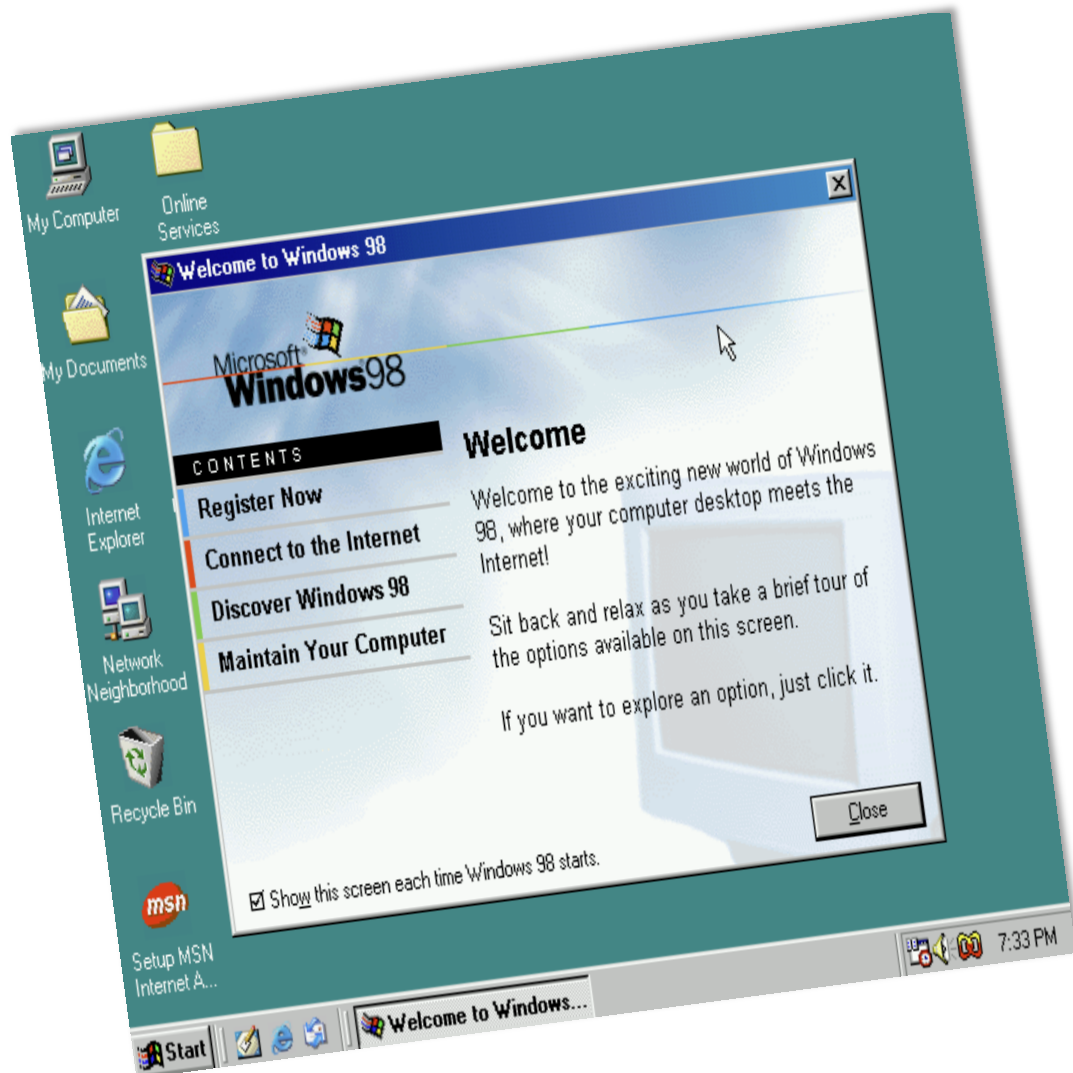 My Computer
Online
Services
My Documents
Internet
Explorer
Network
Neighborhood
Recycle Bin
msn
Setup MSN
Internet A...
Welcome to Windows 98
Microsoft
Windows 98
CONTENTS
Register Now
Connect to the Internet
Discover Windows 98
Maintain Your Computer
Welcome
Welcome to the exciting new world of Windows
98, where your computer desktop meets the
Internet!
Sit back and relax as you take a brief tour of
the options available on this screen.
If you want to explore an option, just click it.
Close
Show this screen each time Windows 98 starts.
Start
Welcome to Windows...
7:33 PM